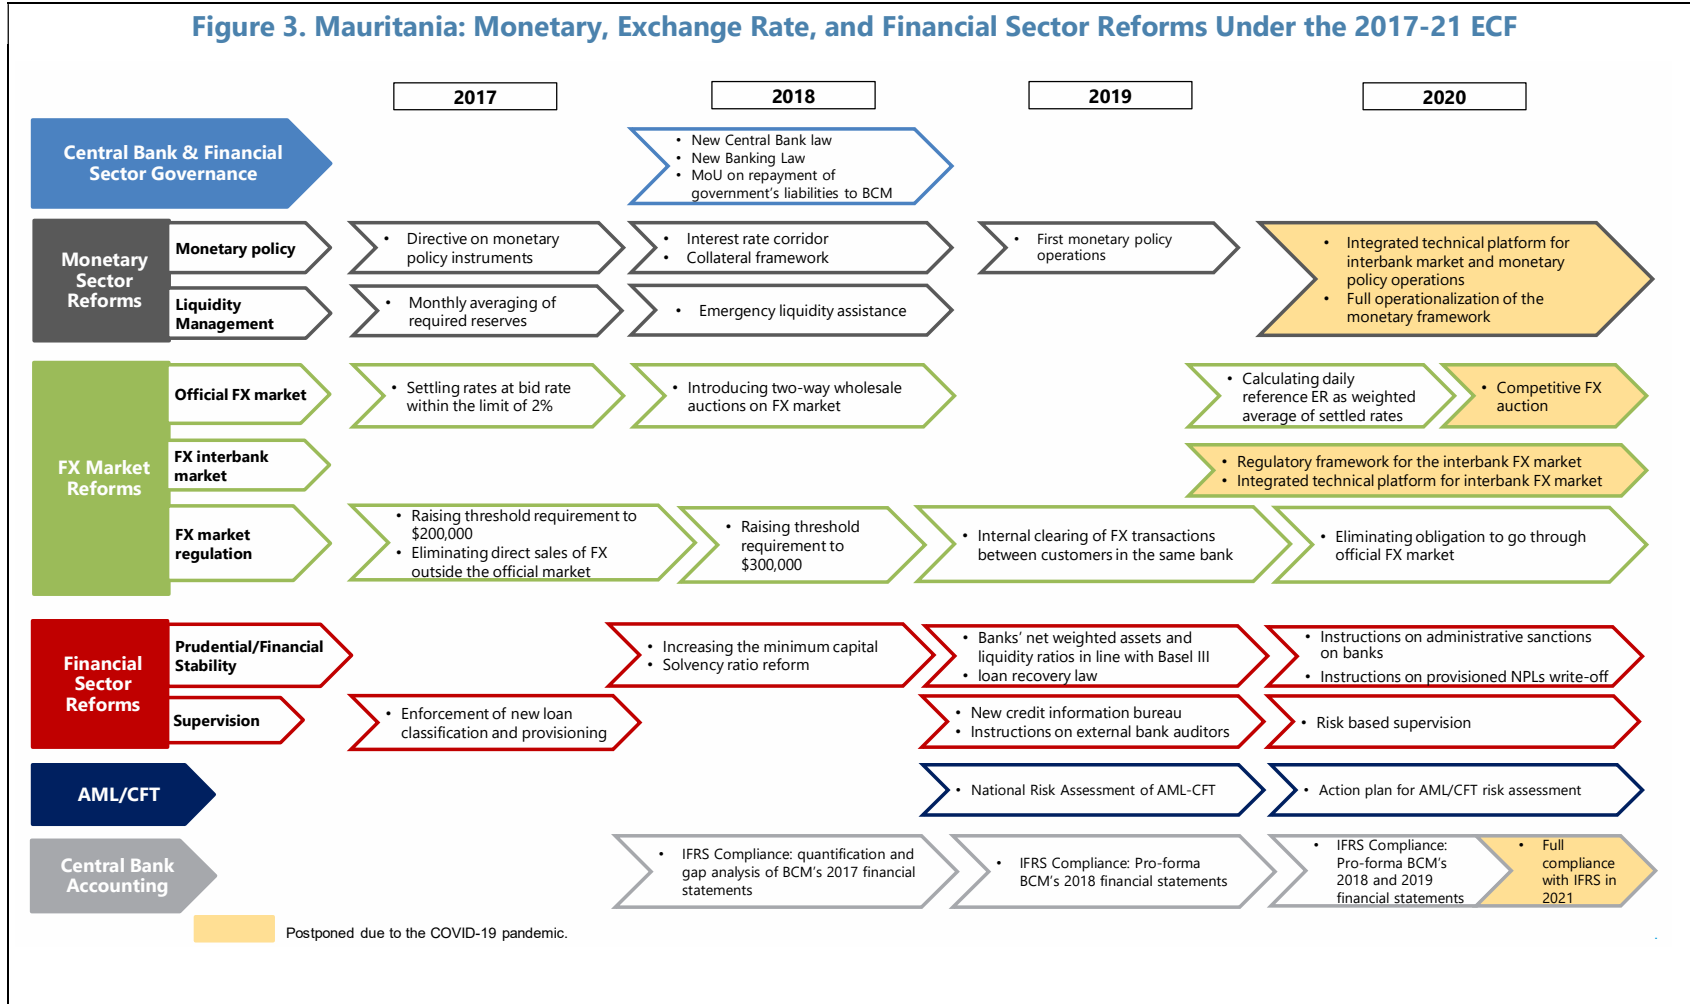 Figure 3. Mauritania: Monetary, Exchange Rate, and Financial Sector Reforms Under the 2017-21 ECF
2017
2018
2019
2020
Central Bank & Financial
Sector Governance
• New Central Bank law
• New Banking Law
• MoU on repayment of
government's liabilities to BCM
Monetary
Sector
Reforms
Monetary policy
• Directive on monetary
policy instruments
• Interest rate corridor
• Collateral framework
• First monetary policy
operations
• Integrated technical platform for
interbank market and monetary
policy operations
• Full operationalization of the
monetary framework
Liquidity
Management
• Monthly averaging of
required reserves
• Emergency liquidity assistance
FX Market
Reforms
Official FX market
• Settling rates at bid rate
within the limit of 2%
• Introducing two-way wholesale
auctions on FX market
• Calculating daily
reference ER as weighted
average of settled rates
• Competitive FX
auction
FX interbank
market
• Regulatory framework for the interbank FX market
• Integrated technical platform for interbank FX market
FX market
regulation
• Raising threshold requirement to
$200,000
• Eliminating direct sales of FX
outside the official market
• Raising threshold
requirement to
$300,000
• Internal clearing of FX transactions
between customers in the same bank
• Eliminating obligation to go through
official FX market
Financial
Sector
Reforms
Prudential/Financial
Stability
• Increasing the minimum capital
• Solvency ratio reform
• Banks' net weighted assets and
liquidity ratios in line with Basel III
• loan recovery law
• Instructions on administrative sanctions
on banks
• Instructions on provisioned NPLs write-off
Supervision
• Enforcement of new loan
classification and provisioning
• New credit information bureau
• Instructions on external bank auditors
• Risk based supervision
AML/CFT
• National Risk Assessment of AML-CFT
• Action plan for AML/CFT risk assessment
Central Bank
Accounting
• IFRS Compliance: quantification and
gap analysis of BCM's 2017 financial
statements
• IFRS Compliance: Pro-forma
BCM's 2018 financial statements
• IFRS Compliance:
Pro-forma BCM's
2018 and 2019
financial statements
• Full
compliance
with IFRS in
2021
Postponed due to the COVID-19 pandemic.